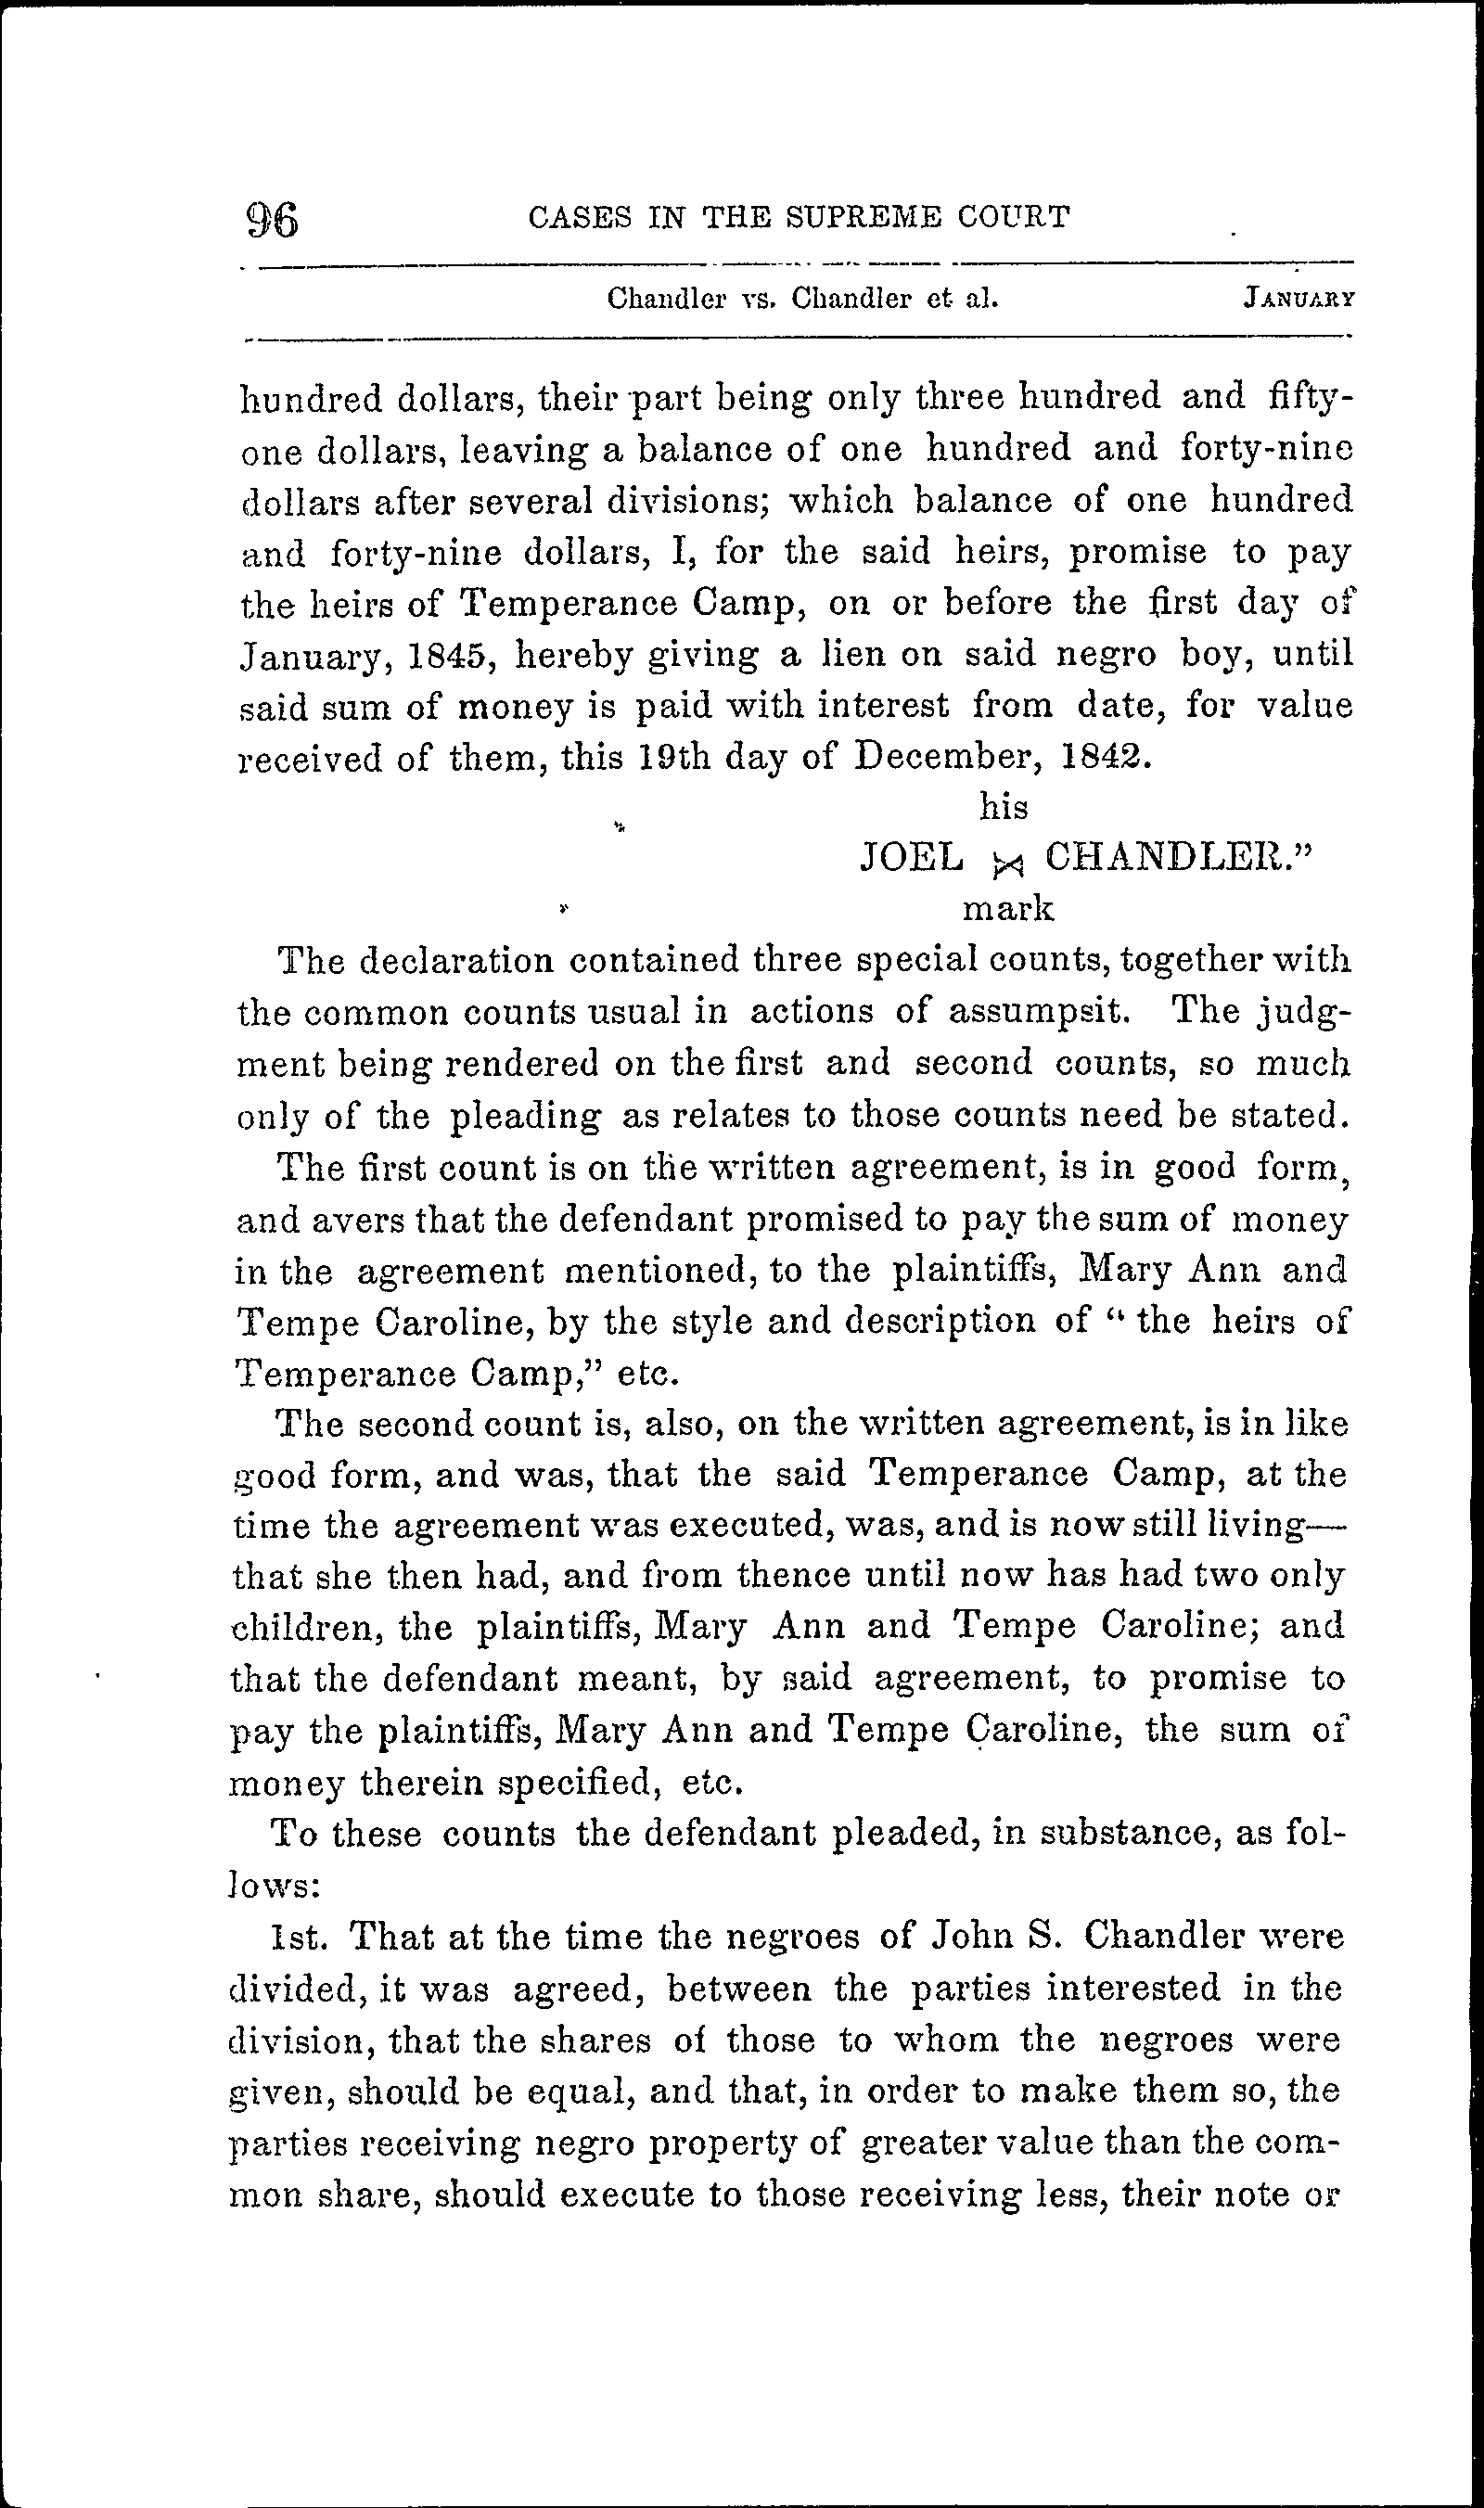 96 CASES IN THE SUPREME COURT
Chandler vs. Chandler et al. JANUARY
hundred dollars, their part being only three hundred and fifty-
one dollars, leaving a balance of one hundred and forty-nine
dollars after several divisions; which balance of one hundred
and forty-nine dollars, I, for the said heirs, promise to pay
the heirs of Temperance Camp, on or before the first day of
January, 1845, hereby giving a lien on said negro boy, until
said sum of money is paid with interest from date, for value
received of them, this 19th day of December, 1842.
his
JOEL ⋈ CHANDLER."
mark
The declaration contained three special counts, together with
the common counts usual in actions of assumpsit. The judg-
ment being rendered on the first and second counts, so much
only of the pleading as relates to those counts need be stated.
The first count is on the written agreement, is in good form,
and avers that the defendant promised to pay the sum of money
in the agreement mentioned, to the plaintiffs, Mary Ann and
Tempe Caroline, by the style and description of "the heirs of
Temperance Camp," etc.
The second count is, also, on the written agreement, is in like
good form, and was, that the said Temperance Camp, at the
time the agreement was executed, was, and is now still living—
that she then had, and from thence until now has had two only
children, the plaintiffs, Mary Ann and Tempe Caroline; and
that the defendant meant, by said agreement, to promise to
pay the plaintiffs, Mary Ann and Tempe Caroline, the sum of
money therein specified, etc.
To these counts the defendant pleaded, in substance, as fol-
lows:
1st. That at the time the negroes of John S. Chandler were
divided, it was agreed, between the parties interested in the
division, that the shares of those to whom the negroes were
given, should be equal, and that, in order to make them so, the
parties receiving negro property of greater value than the com-
mon share, should execute to those receiving less, their note or